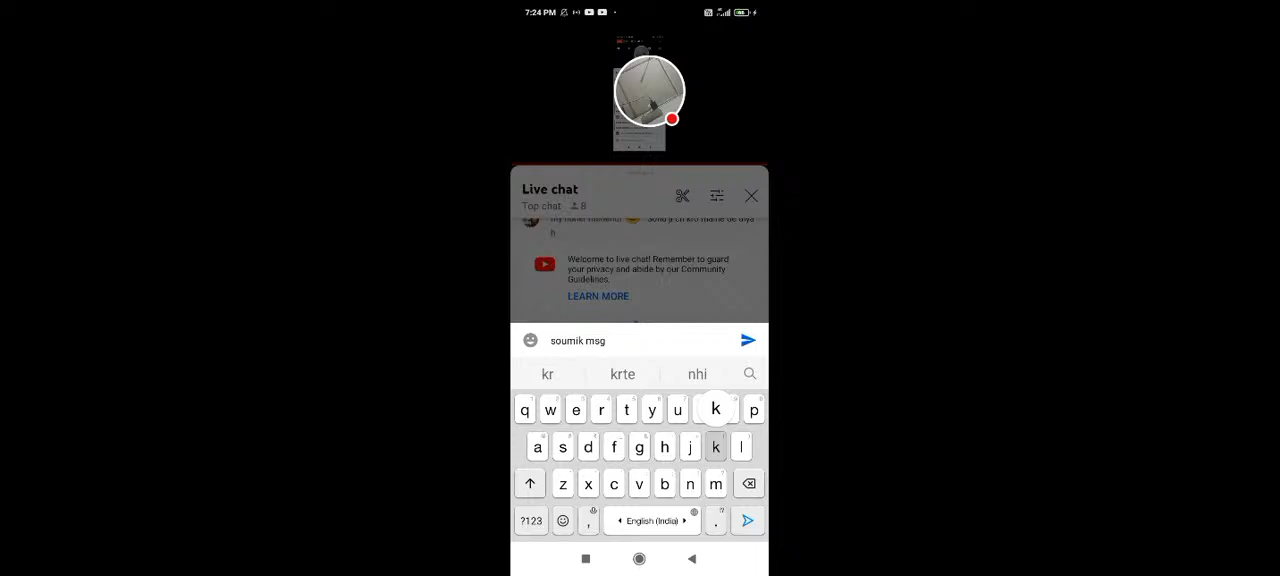 7:24 PM
Live chat
Top chat 8
h
Welcome to live chat! Remember to guard
your privacy and abide by our Community
Guidelines.
LEARN MORE
soumik msg
kr krte nhi
q w e r t y u k p
a s d f g h j k l
z x c v b n m
?123 , English (India) .